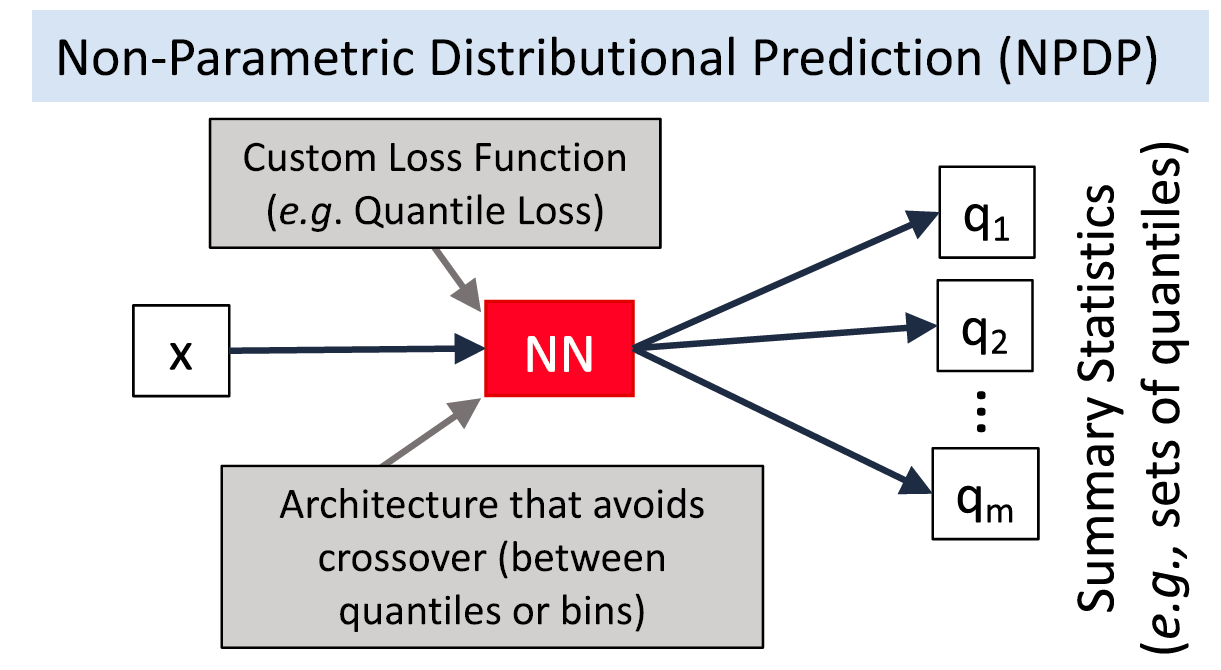 Non-Parametric Distributional Prediction (NPDP)
Custom Loss Function
(e.g. Quantile Loss)
x
NN
Architecture that avoids
crossover (between
quantiles or bins)
q1
q2
...
qm
Summary Statistics
(e.g., sets of quantiles)